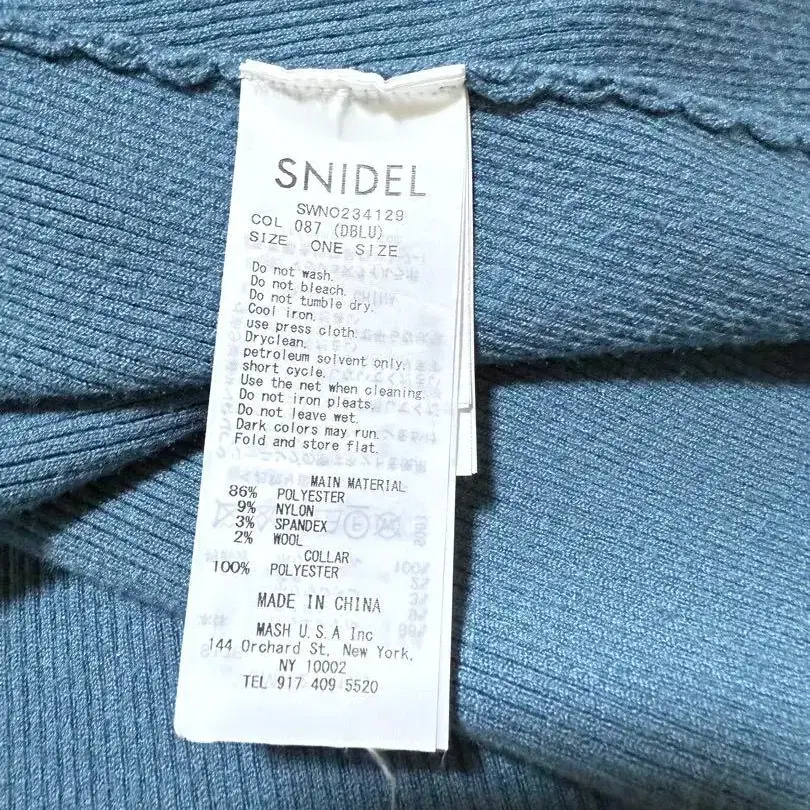 SNIDEL
SWNO234129
COL 087 (DBLU)
SIZE ONE SIZE
Do not wash.
Do not bleach.
Do not tumble dry.
Cool iron.
use press cloth.
Dryclean.
petroleum solvent only.
short cycle.
Use the net when cleaning.
Do not iron pleats.
Do not leave wet.
Dark colors may run.
Fold and store flat.
MAIN MATERIAL
86% POLYESTER
9% NYLON
3% SPANDEX
2% WOOL
COLLAR
100% POLYESTER
MADE IN CHINA
MASH U.S.A Inc
144 Orchard St, New York,
NY 10002
TEL 917 409 5520